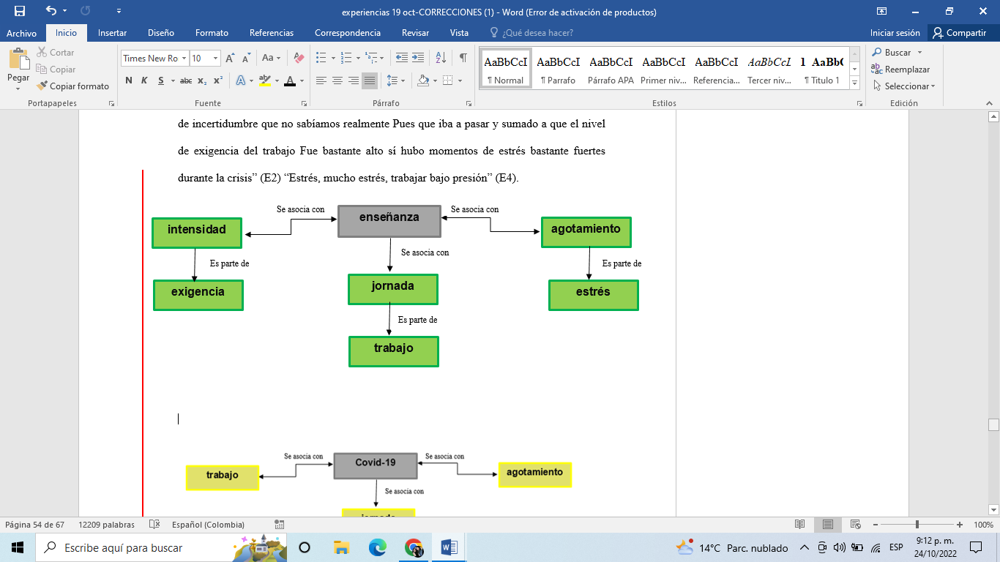 experiencias 19 oct-CORRECCIONES (1) - Word (Error de activación de productos)
Archivo Inicio Insertar Diseño Formato Referencias Correspondencia Revisar Vista ¿Qué desea hacer? Iniciar sesión Compartir
Pegar
Cortar
Copiar
Copiar formato
Portapapeles
Times New Ro 10
Aa
N K S abc x₂ x² A ab A
Fuente
Párrafo
AaBbCcI AaBbCcI AaBbCcI AaBbCcI AaBbCcI AaBbCcI 1 AaBbC
¶ Normal ¶ Parrafo Párrafo APA Primer niv... Referencia... Tercer niv... ¶ Titulo 1
Estilos
Buscar
Reemplazar
Seleccionar
Edición
de incertidumbre que no sabíamos realmente Pues que iba a pasar y sumado a que el nivel
de exigencia del trabajo Fue bastante alto sí hubo momentos de estrés bastante fuertes
durante la crisis” (E2) “Estrés, mucho estrés, trabajar bajo presión” (E4).
Se asocia con enseñanza Se asocia con
intensidad agotamiento
Es parte de Se asocia con Es parte de
exigencia jornada estrés
Es parte de
trabajo
Se asocia con Covid-19 Se asocia con
trabajo agotamiento
Se asocia con
jornada
Página 54 de 67 12209 palabras Español (Colombia) 100%
Escribe aquí para buscar 14°C Parc. nublado ESP 9:12 p. m.
24/10/2022